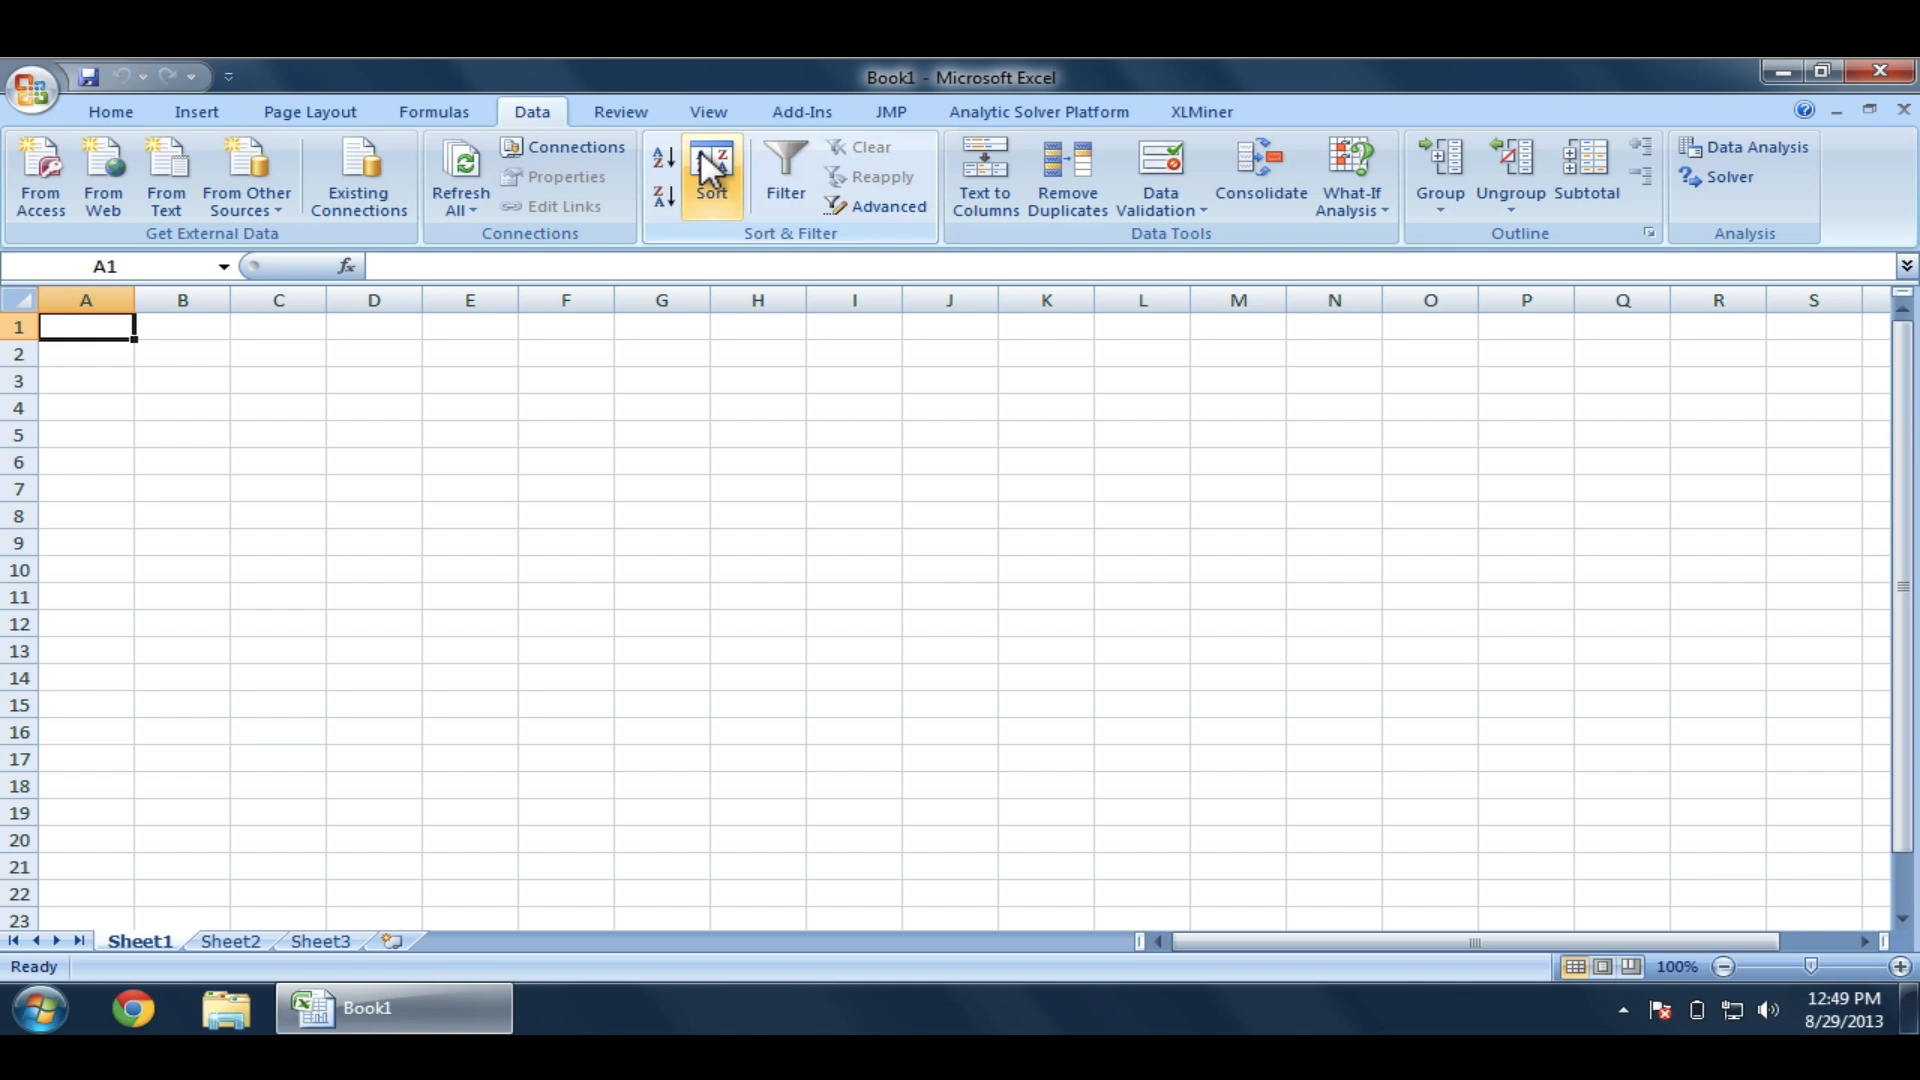 Book1 - Microsoft Excel
Home Insert Page Layout Formulas Data Review View Add-Ins JMP Analytic Solver Platform XLMiner
From Access
From Web
From Text
From Other Sources
Existing Connections
Get External Data
Refresh All
Connections
Properties
Edit Links
Connections
Sort
Filter
Clear
Reapply
Advanced
Sort & Filter
Text to Columns
Remove Duplicates
Data Validation
Consolidate
What-If Analysis
Data Tools
Group
Ungroup
Subtotal
Outline
Data Analysis
Solver
Analysis
A1 fx
A B C D E F G H I J K L M N O P Q R S
1
2
3
4
5
6
7
8
9
10
11
12
13
14
15
16
17
18
19
20
21
22
23
Sheet1 Sheet2 Sheet3
Ready 100%
Book1
12:49 PM
8/29/2013